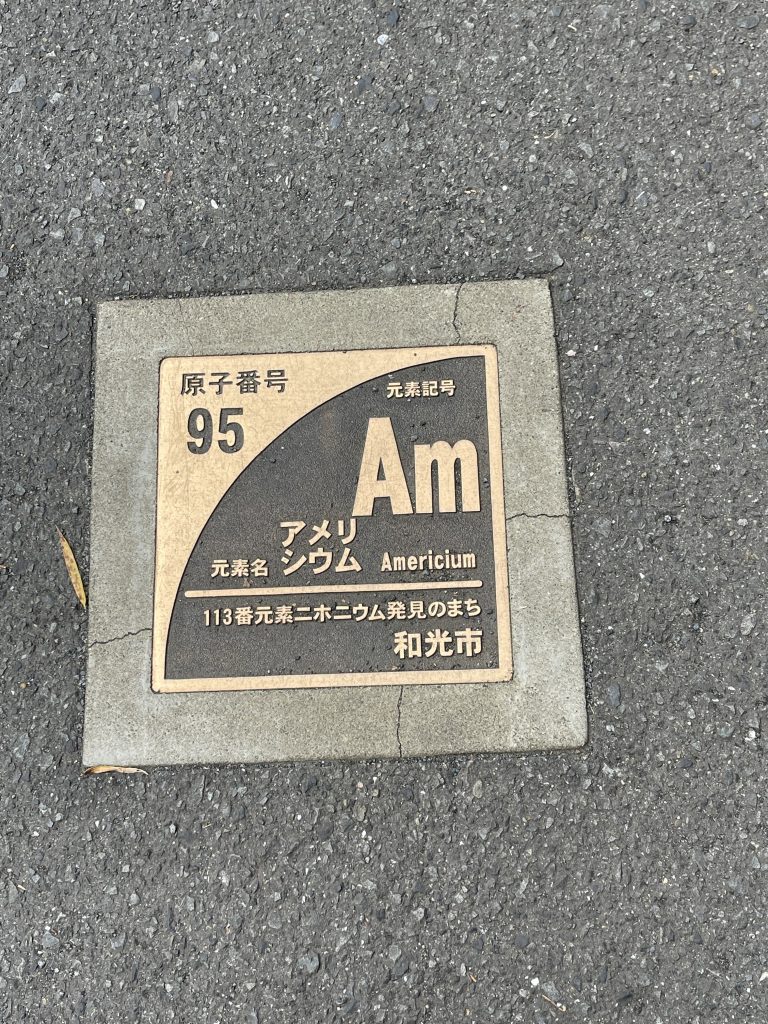 原子番号
95
元素記号
Am
元素名 アメリ
シウム Americium
113番元素ニホニウム発見のまち
和光市